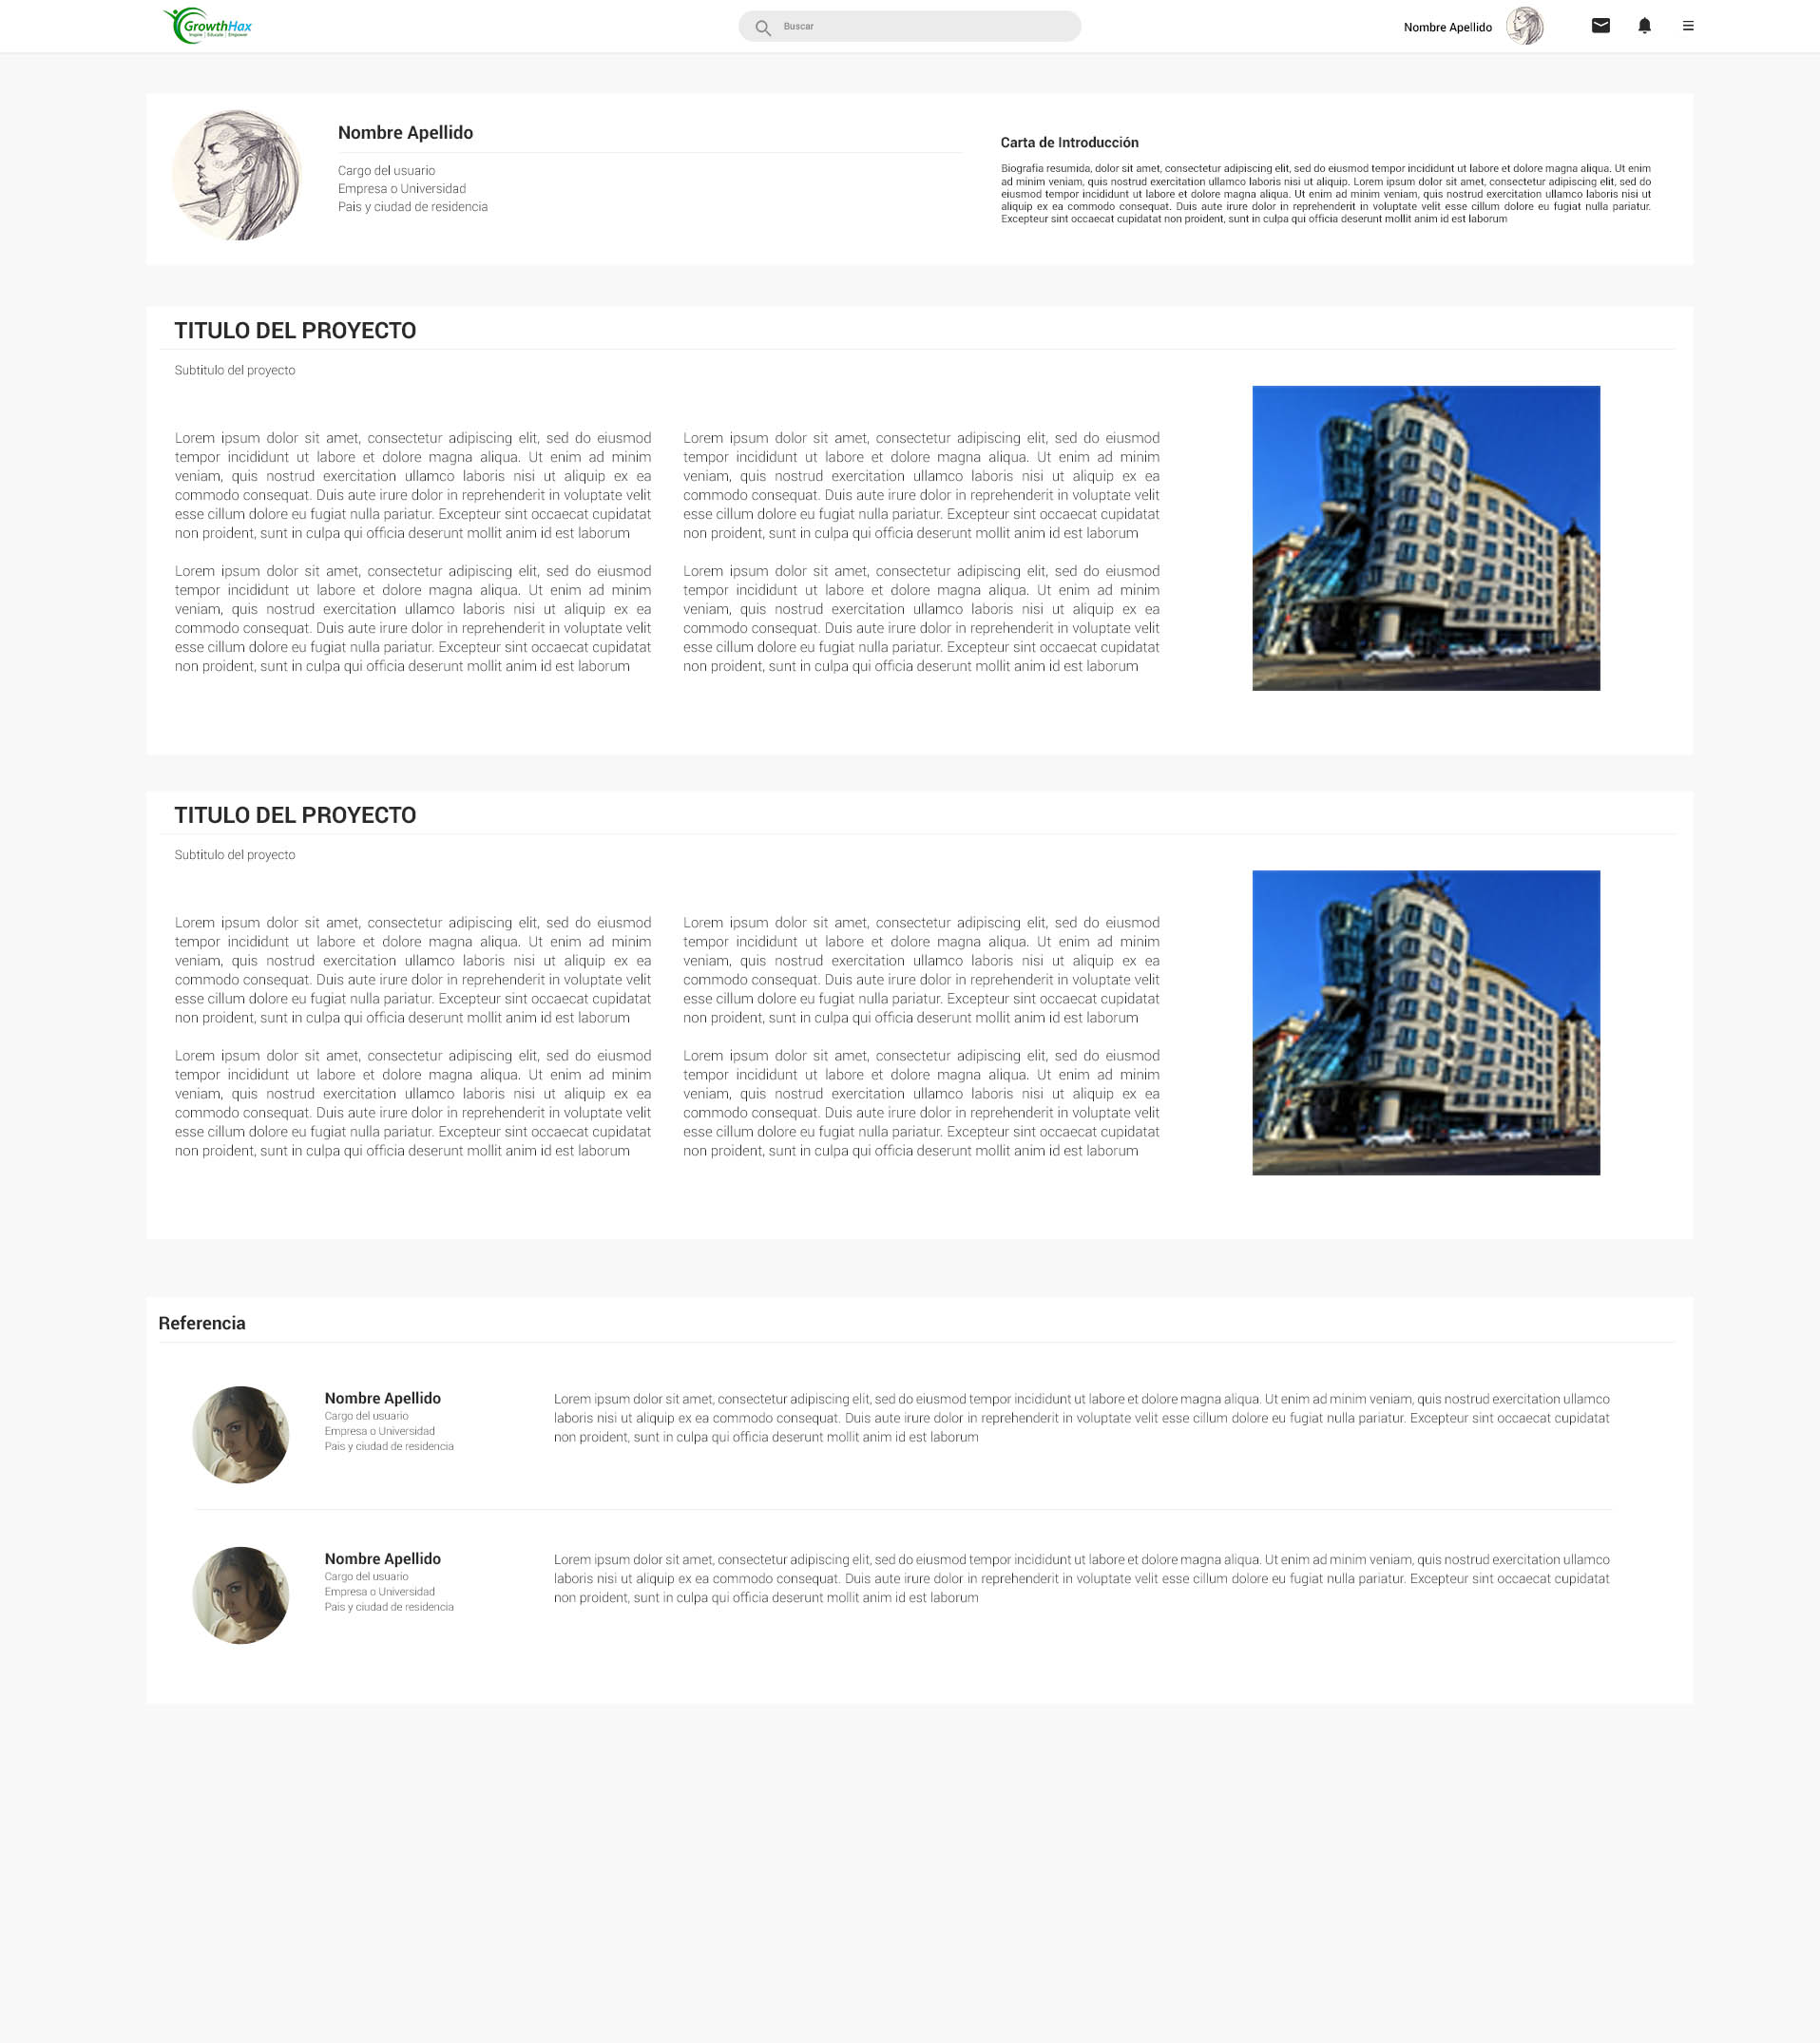 GrowthHax
Inspire | Educate | Empower
Buscar
Nombre Apellido
Nombre Apellido
Cargo del usuario
Empresa o Universidad
Pais y ciudad de residencia
Carta de Introducción
Biografia resumida, dolor sit amet, consectetur adipiscing elit, sed do eiusmod tempor incididunt ut labore et dolore magna aliqua. Ut enim
ad minim veniam, quis nostrud exercitation ullamco laboris nisi ut aliquip. Lorem ipsum dolor sit amet, consectetur adipiscing elit, sed do
eiusmod tempor incididunt ut labore et dolore magna aliqua. Ut enim ad minim veniam, quis nostrud exercitation ullamco laboris nisi ut
aliquip ex ea commodo consequat. Duis aute irure dolor in reprehenderit in voluptate velit esse cillum dolore eu fugiat nulla pariatur.
Excepteur sint occaecat cupidatat non proident, sunt in culpa qui officia deserunt mollit anim id est laborum
TITULO DEL PROYECTO
Subtitulo del proyecto
Lorem ipsum dolor sit amet, consectetur adipiscing elit, sed do eiusmod
tempor incididunt ut labore et dolore magna aliqua. Ut enim ad minim
veniam, quis nostrud exercitation ullamco laboris nisi ut aliquip ex ea
commodo consequat. Duis aute irure dolor in reprehenderit in voluptate velit
esse cillum dolore eu fugiat nulla pariatur. Excepteur sint occaecat cupidatat
non proident, sunt in culpa qui officia deserunt mollit anim id est laborum
Lorem ipsum dolor sit amet, consectetur adipiscing elit, sed do eiusmod
tempor incididunt ut labore et dolore magna aliqua. Ut enim ad minim
veniam, quis nostrud exercitation ullamco laboris nisi ut aliquip ex ea
commodo consequat. Duis aute irure dolor in reprehenderit in voluptate velit
esse cillum dolore eu fugiat nulla pariatur. Excepteur sint occaecat cupidatat
non proident, sunt in culpa qui officia deserunt mollit anim id est laborum
Lorem ipsum dolor sit amet, consectetur adipiscing elit, sed do eiusmod
tempor incididunt ut labore et dolore magna aliqua. Ut enim ad minim
veniam, quis nostrud exercitation ullamco laboris nisi ut aliquip ex ea
commodo consequat. Duis aute irure dolor in reprehenderit in voluptate velit
esse cillum dolore eu fugiat nulla pariatur. Excepteur sint occaecat cupidatat
non proident, sunt in culpa qui officia deserunt mollit anim id est laborum
Lorem ipsum dolor sit amet, consectetur adipiscing elit, sed do eiusmod
tempor incididunt ut labore et dolore magna aliqua. Ut enim ad minim
veniam, quis nostrud exercitation ullamco laboris nisi ut aliquip ex ea
commodo consequat. Duis aute irure dolor in reprehenderit in voluptate velit
esse cillum dolore eu fugiat nulla pariatur. Excepteur sint occaecat cupidatat
non proident, sunt in culpa qui officia deserunt mollit anim id est laborum
TITULO DEL PROYECTO
Subtitulo del proyecto
Lorem ipsum dolor sit amet, consectetur adipiscing elit, sed do eiusmod
tempor incididunt ut labore et dolore magna aliqua. Ut enim ad minim
veniam, quis nostrud exercitation ullamco laboris nisi ut aliquip ex ea
commodo consequat. Duis aute irure dolor in reprehenderit in voluptate velit
esse cillum dolore eu fugiat nulla pariatur. Excepteur sint occaecat cupidatat
non proident, sunt in culpa qui officia deserunt mollit anim id est laborum
Lorem ipsum dolor sit amet, consectetur adipiscing elit, sed do eiusmod
tempor incididunt ut labore et dolore magna aliqua. Ut enim ad minim
veniam, quis nostrud exercitation ullamco laboris nisi ut aliquip ex ea
commodo consequat. Duis aute irure dolor in reprehenderit in voluptate velit
esse cillum dolore eu fugiat nulla pariatur. Excepteur sint occaecat cupidatat
non proident, sunt in culpa qui officia deserunt mollit anim id est laborum
Lorem ipsum dolor sit amet, consectetur adipiscing elit, sed do eiusmod
tempor incididunt ut labore et dolore magna aliqua. Ut enim ad minim
veniam, quis nostrud exercitation ullamco laboris nisi ut aliquip ex ea
commodo consequat. Duis aute irure dolor in reprehenderit in voluptate velit
esse cillum dolore eu fugiat nulla pariatur. Excepteur sint occaecat cupidatat
non proident, sunt in culpa qui officia deserunt mollit anim id est laborum
Lorem ipsum dolor sit amet, consectetur adipiscing elit, sed do eiusmod
tempor incididunt ut labore et dolore magna aliqua. Ut enim ad minim
veniam, quis nostrud exercitation ullamco laboris nisi ut aliquip ex ea
commodo consequat. Duis aute irure dolor in reprehenderit in voluptate velit
esse cillum dolore eu fugiat nulla pariatur. Excepteur sint occaecat cupidatat
non proident, sunt in culpa qui officia deserunt mollit anim id est laborum
Referencia
Nombre Apellido
Cargo del usuario
Empresa o Universidad
Pais y ciudad de residencia
Lorem ipsum dolor sit amet, consectetur adipiscing elit, sed do eiusmod tempor incididunt ut labore et dolore magna aliqua. Ut enim ad minim veniam, quis nostrud exercitation ullamco
laboris nisi ut aliquip ex ea commodo consequat. Duis aute irure dolor in reprehenderit in voluptate velit esse cillum dolore eu fugiat nulla pariatur. Excepteur sint occaecat cupidatat
non proident, sunt in culpa qui officia deserunt mollit anim id est laborum
Nombre Apellido
Cargo del usuario
Empresa o Universidad
Pais y ciudad de residencia
Lorem ipsum dolor sit amet, consectetur adipiscing elit, sed do eiusmod tempor incididunt ut labore et dolore magna aliqua. Ut enim ad minim veniam, quis nostrud exercitation ullamco
laboris nisi ut aliquip ex ea commodo consequat. Duis aute irure dolor in reprehenderit in voluptate velit esse cillum dolore eu fugiat nulla pariatur. Excepteur sint occaecat cupidatat
non proident, sunt in culpa qui officia deserunt mollit anim id est laborum